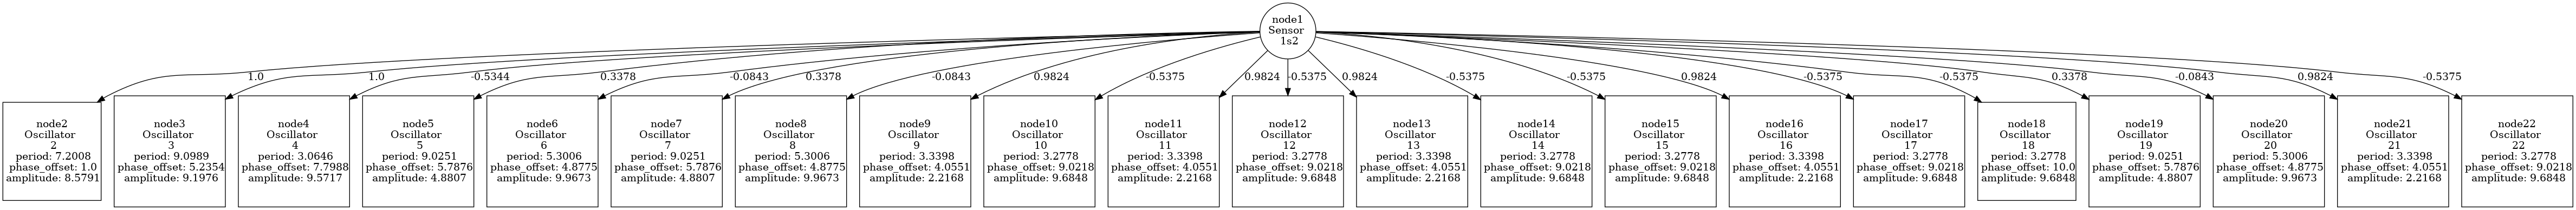 node1
Sensor
1s2
1.0
1.0
-0.5344
0.3378
-0.0843
0.3378
-0.0843
0.9824
-0.5375
0.9824
-0.5375
0.9824
-0.5375
-0.5375
0.9824
-0.5375
-0.5375
0.3378
-0.0843
0.9824
-0.5375
node2
Oscillator
2
period: 7.2008
phase_offset: 1.0
amplitude: 8.5791
node3
Oscillator
3
period: 9.0989
phase_offset: 5.2354
amplitude: 9.1976
node4
Oscillator
4
period: 3.0646
phase_offset: 7.7988
amplitude: 9.5717
node5
Oscillator
5
period: 9.0251
phase_offset: 5.7876
amplitude: 4.8807
node6
Oscillator
6
period: 5.3006
phase_offset: 4.8775
amplitude: 9.9673
node7
Oscillator
7
period: 9.0251
phase_offset: 5.7876
amplitude: 4.8807
node8
Oscillator
8
period: 5.3006
phase_offset: 4.8775
amplitude: 9.9673
node9
Oscillator
9
period: 3.3398
phase_offset: 4.0551
amplitude: 2.2168
node10
Oscillator
10
period: 3.2778
phase_offset: 9.0218
amplitude: 9.6848
node11
Oscillator
11
period: 3.3398
phase_offset: 4.0551
amplitude: 2.2168
node12
Oscillator
12
period: 3.2778
phase_offset: 9.0218
amplitude: 9.6848
node13
Oscillator
13
period: 3.3398
phase_offset: 4.0551
amplitude: 2.2168
node14
Oscillator
14
period: 3.2778
phase_offset: 9.0218
amplitude: 9.6848
node15
Oscillator
15
period: 3.2778
phase_offset: 9.0218
amplitude: 9.6848
node16
Oscillator
16
period: 3.3398
phase_offset: 4.0551
amplitude: 2.2168
node17
Oscillator
17
period: 3.2778
phase_offset: 9.0218
amplitude: 9.6848
node18
Oscillator
18
period: 3.2778
phase_offset: 10.0
amplitude: 9.6848
node19
Oscillator
19
period: 9.0251
phase_offset: 5.7876
amplitude: 4.8807
node20
Oscillator
20
period: 5.3006
phase_offset: 4.8775
amplitude: 9.9673
node21
Oscillator
21
period: 3.3398
phase_offset: 4.0551
amplitude: 2.2168
node22
Oscillator
22
period: 3.2778
phase_offset: 9.0218
amplitude: 9.6848